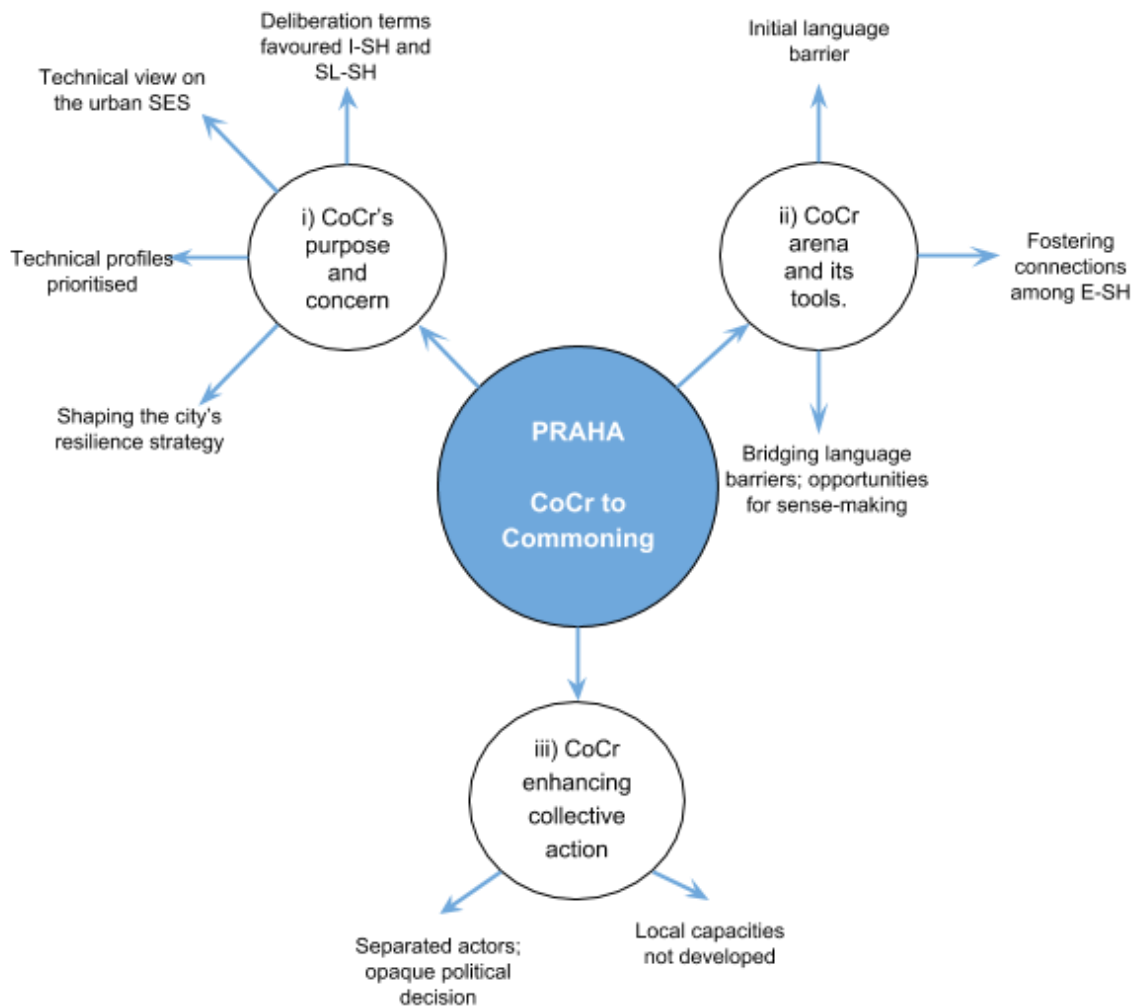 Deliberation terms
favoured I-SH and
SL-SH
Technical view on
the urban SES
Technical profiles
prioritised
Shaping the city's
resilience strategy
i) CoCr's
purpose
and
concern
Initial language
barrier
ii) CoCr
arena
and its
tools.
Fostering
connections
among E-SH
Bridging language
barriers; opportunities
for sense-making
PRAHA
CoCr to
Commoning
iii) CoCr
enhancing
collective
action
Separated actors;
opaque political
decision
Local capacities
not developed